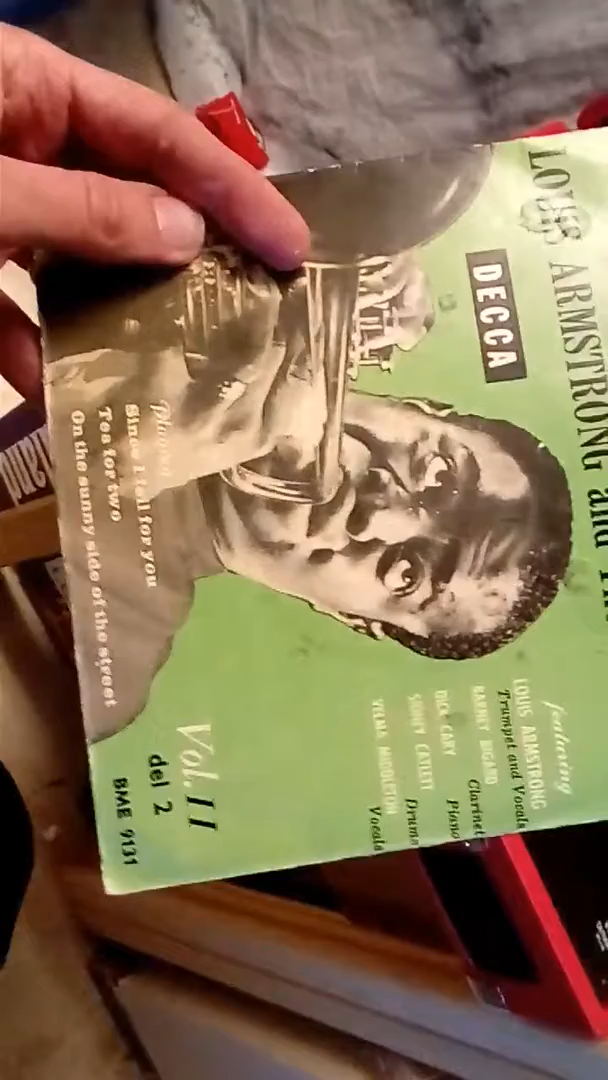 LOUIS ARMSTRONG and
DECCA
featuring
LOUIS ARMSTRONG
Trumpet and Vocals
BARNEY BIGARD Clarinet
DICK CARY Piano
SIDNEY CATLETT Drums
VELMA MIDDLETON Vocals
Since I fell for you
Tea for two
On the sunny side of the street
Vol. II
del 2
BME 9131